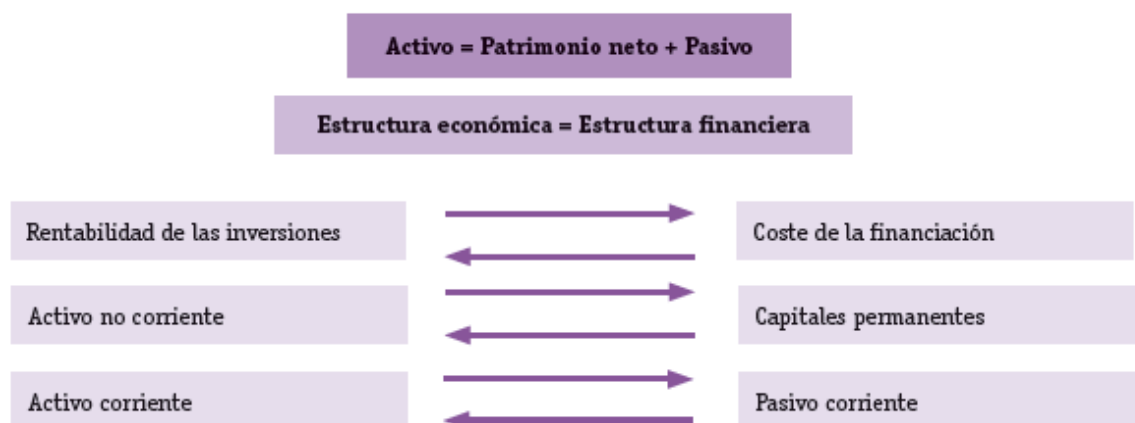 Activo = Patrimonio neto + Pasivo
Estructura económica = Estructura financiera
Rentabilidad de las inversiones
Coste de la financiación
Activo no corriente
Capitales permanentes
Activo corriente
Pasivo corriente